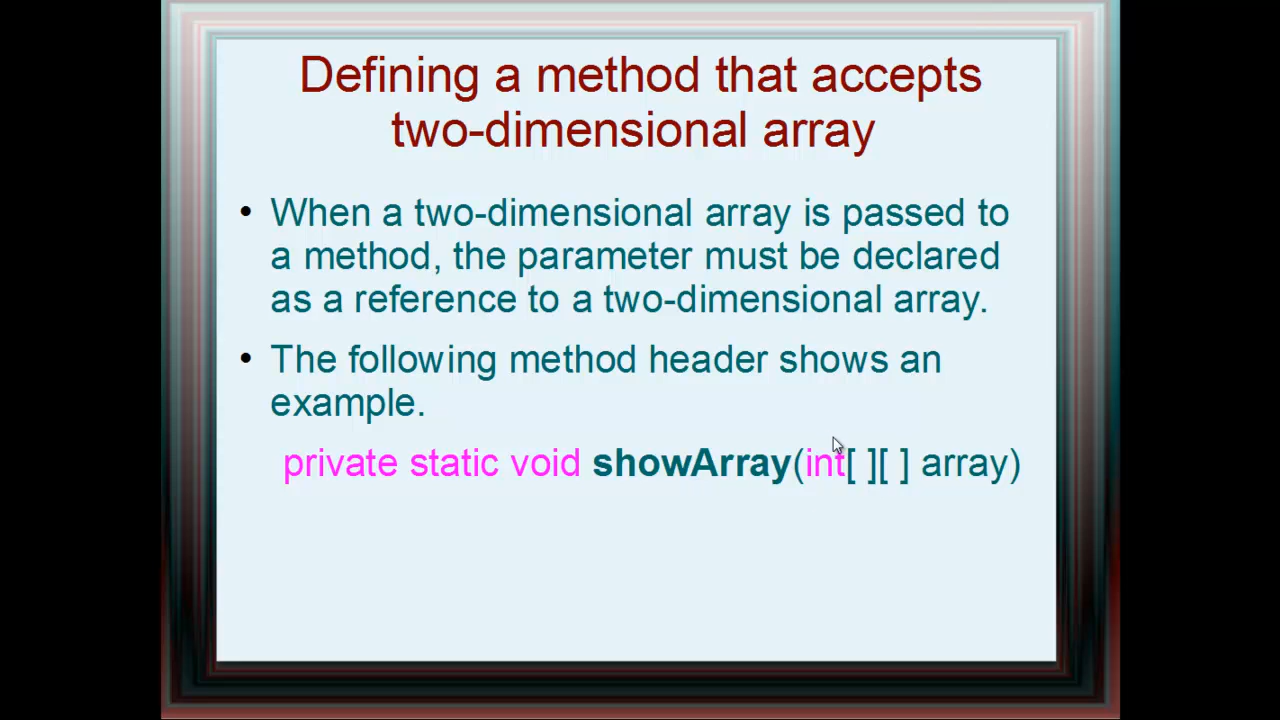 Defining a method that accepts
two-dimensional array
• When a two-dimensional array is passed to
a method, the parameter must be declared
as a reference to a two-dimensional array.
• The following method header shows an
example.
private static void showArray(int[ ][ ] array)